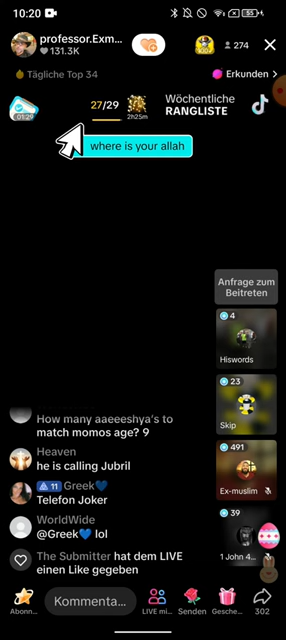 10:20
55
professor.Exm...
131.3K
274
Tägliche Top 34
Erkunden >
01:29
27/29
2h25m
Wöchentliche
RANGLISTE
where is your allah
Anfrage zum
Beitreten
4
Hiswords
23
Skip
491
Ex-muslim
39
1 John 4...
How many aaeeeshya's to
match momos age? 9
Heaven
he is calling Jubril
11 Greek💙
Telefon Joker
WorldWide
@Greek💙 lol
The Submitter hat dem LIVE
einen Like gegeben
Abonn...
Kommenta...
LIVE mi...
Senden
Gesche...
302